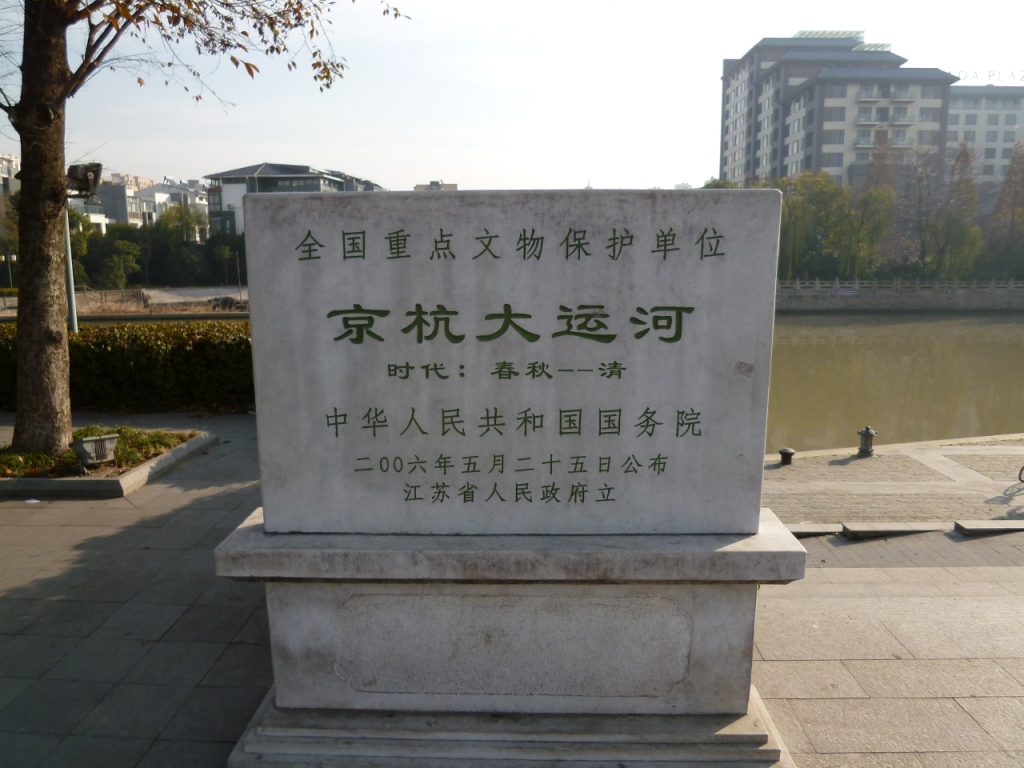 全国重点文物保护单位
京杭大运河
时代：春秋——清
中华人民共和国国务院
二00六年五月二十五日公布
江苏省人民政府立
DA PLAZ